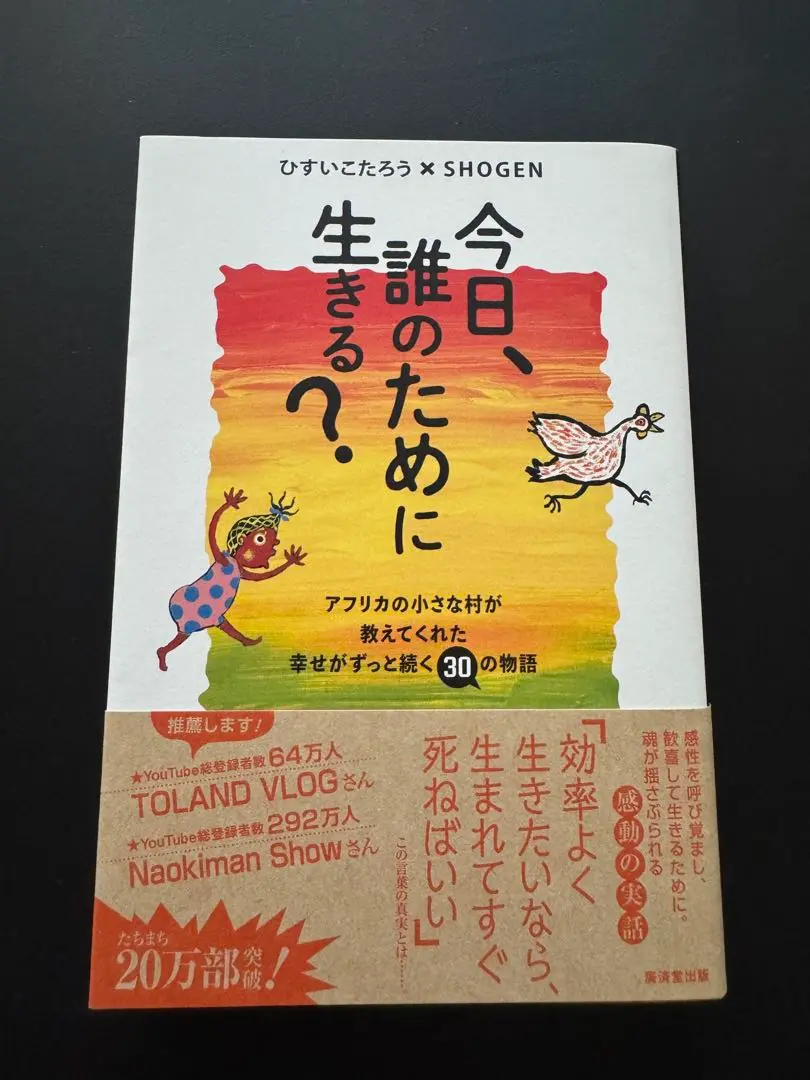 ひすいこたろう×SHOGEN
今日、
誰のために
生きる?
アフリカの小さな村が
教えてくれた
幸せがずっと続く30の物語
感性を呼び覚まし、
歓喜して生きるために。
魂が揺さぶられる
感動の実話
「効率よく
生きたいなら、
生まれてすぐ
死ねばいい」
この言葉の真実とは……
推薦します!
★YouTube総登録者数64万人
TOLAND VLOGさん
★YouTube総登録者数292万人
Naokiman Showさん
たちまち
20万部突破!
廣済堂出版